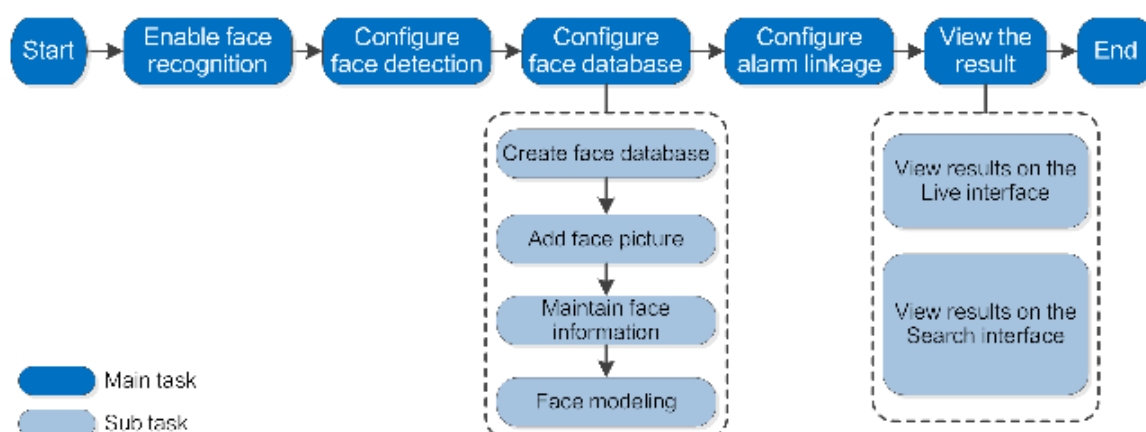 Start
Enable face
recognition
Configure
face detection
Configure
face database
Configure
alarm linkage
View the
result
End
Create face database
Add face picture
Maintain face
information
Face modeling
View results on the
Live interface
View results on the
Search interface
Main task
Sub task